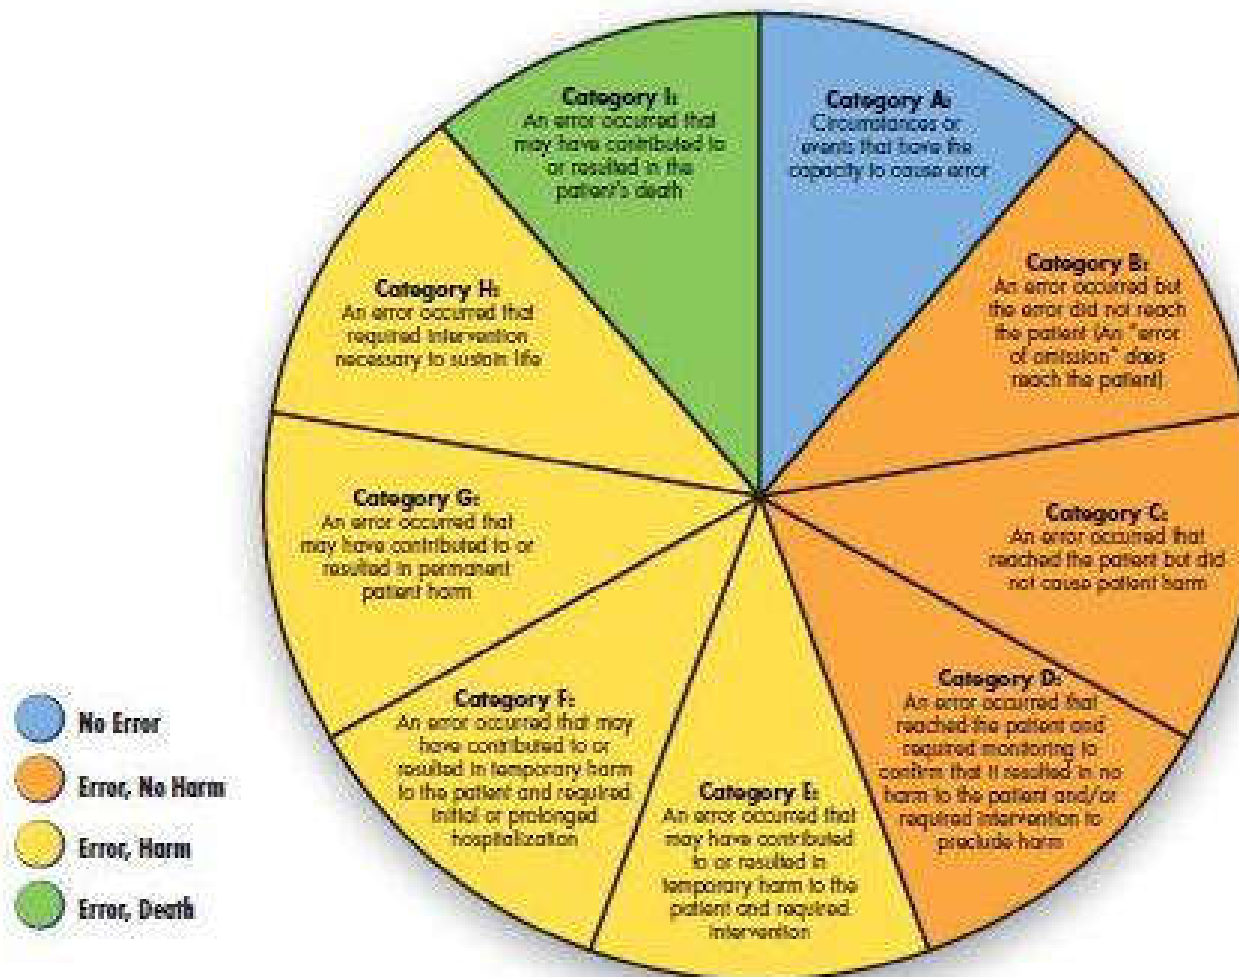 Category A:
Circumstances or
events that have the
capacity to cause error
Category B:
An error occurred but
the error did not reach
the patient (An "error
of omission" does
reach the patient)
Category C:
An error occurred that
reached the patient but did
not cause patient harm
Category D:
An error occurred that
reached the patient and
required monitoring to
confirm that it resulted in no
harm to the patient and/or
required intervention to
preclude harm
Category E:
An error occurred that
may have contributed
to or resulted in
temporary harm to the
patient and required
intervention
Category F:
An error occurred that may
have contributed to or
resulted in temporary harm
to the patient and required
initial or prolonged
hospitalization
Category G:
An error occurred that
may have contributed to or
resulted in permanent
patient harm
Category H:
An error occurred that
required intervention
necessary to sustain life
Category I:
An error occurred that
may have contributed to
or resulted in the
patient's death
No Error
Error, No Harm
Error, Harm
Error, Death